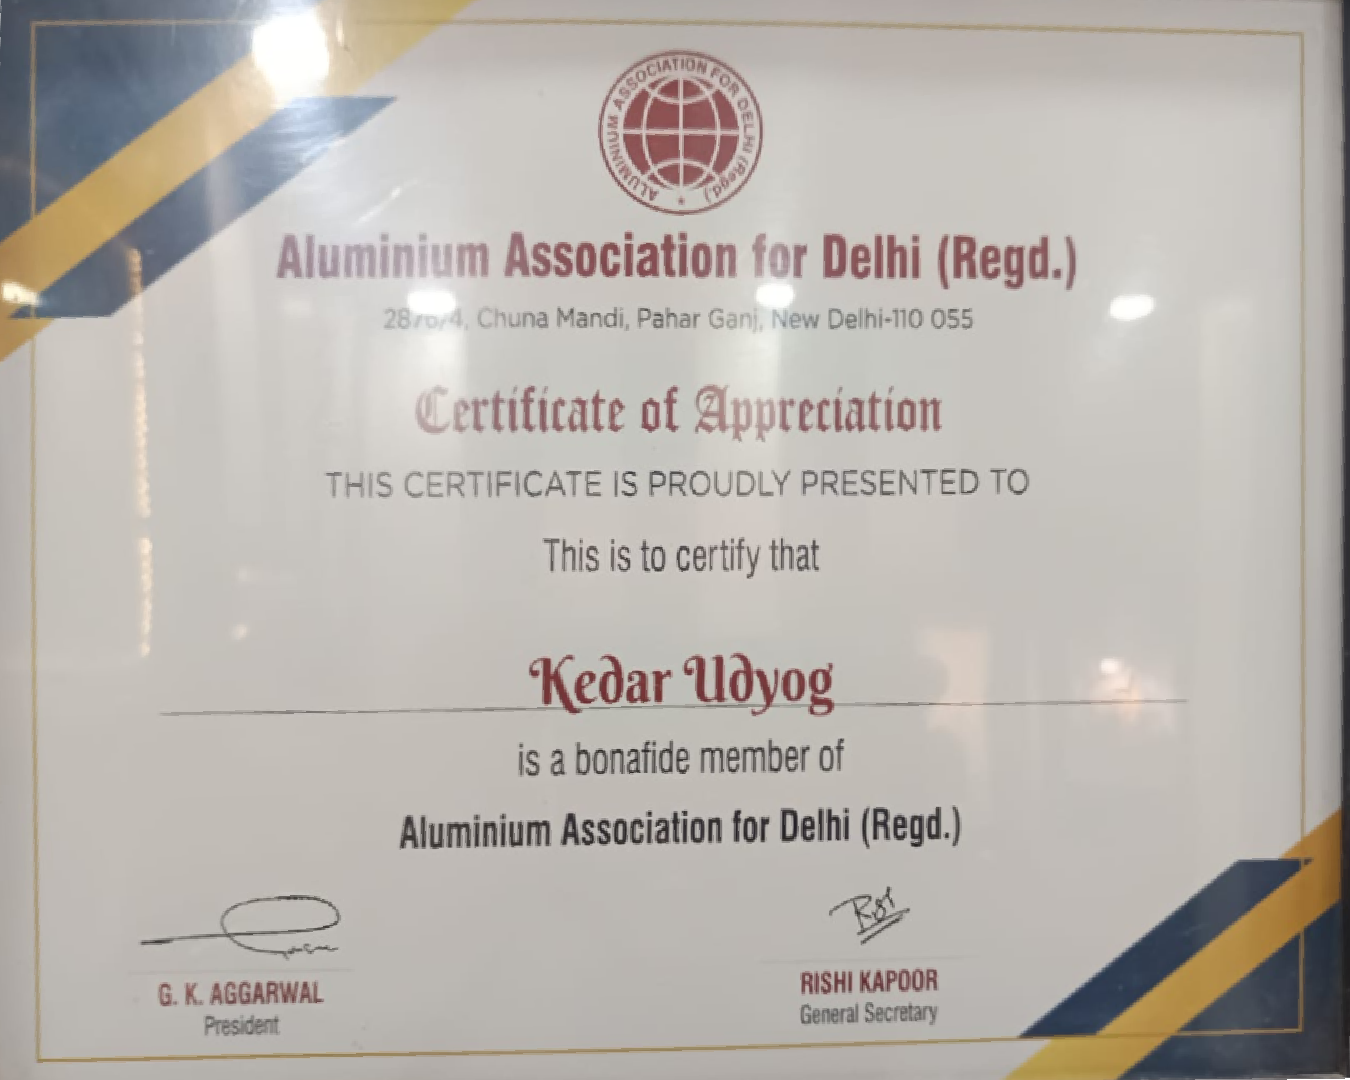 ALUMINIUM ASSOCIATION FOR DELHI (Regd.)
Aluminium Association for Delhi (Regd.)
Chuna Mandi, Pahar Ganj, New Delhi-110 055
Certificate of Appreciation
THIS CERTIFICATE IS PROUDLY PRESENTED TO
This is to certify that
Kedar Udyog
is a bonafide member of
Aluminium Association for Delhi (Regd.)
G. K. AGGARWAL
President
RISHI KAPOOR
General Secretary